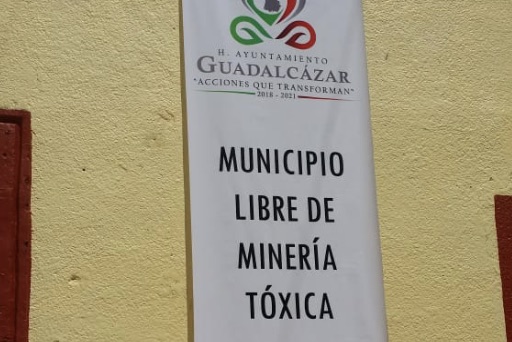 H. AYUNTAMIENTO
GUADALCÁZAR
"ACCIONES QUE TRANSFORMAN"
2018 - 2021
MUNICIPIO
LIBRE DE
MINERÍA
TÓXICA